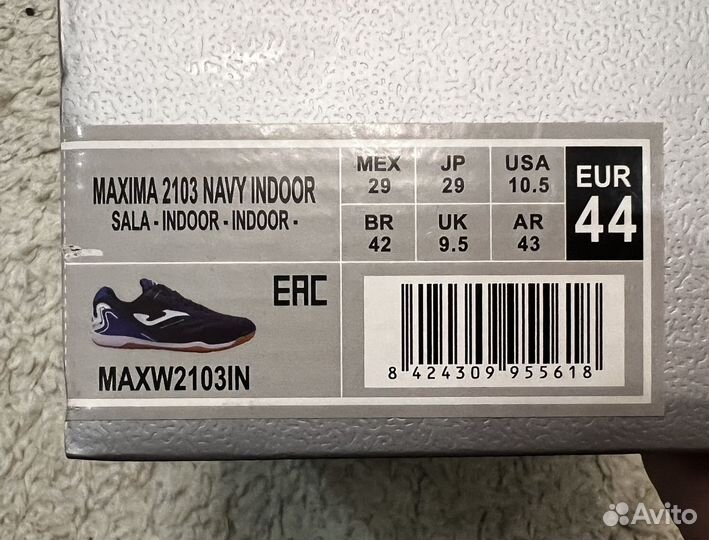 MAXIMA 2103 NAVY INDOOR
SALA - INDOOR - INDOOR -
MEX 29
JP 29
USA 10.5
BR 42
UK 9.5
AR 43
EUR 44
EAC
MAXW2103IN
8 424309 955618
Avito